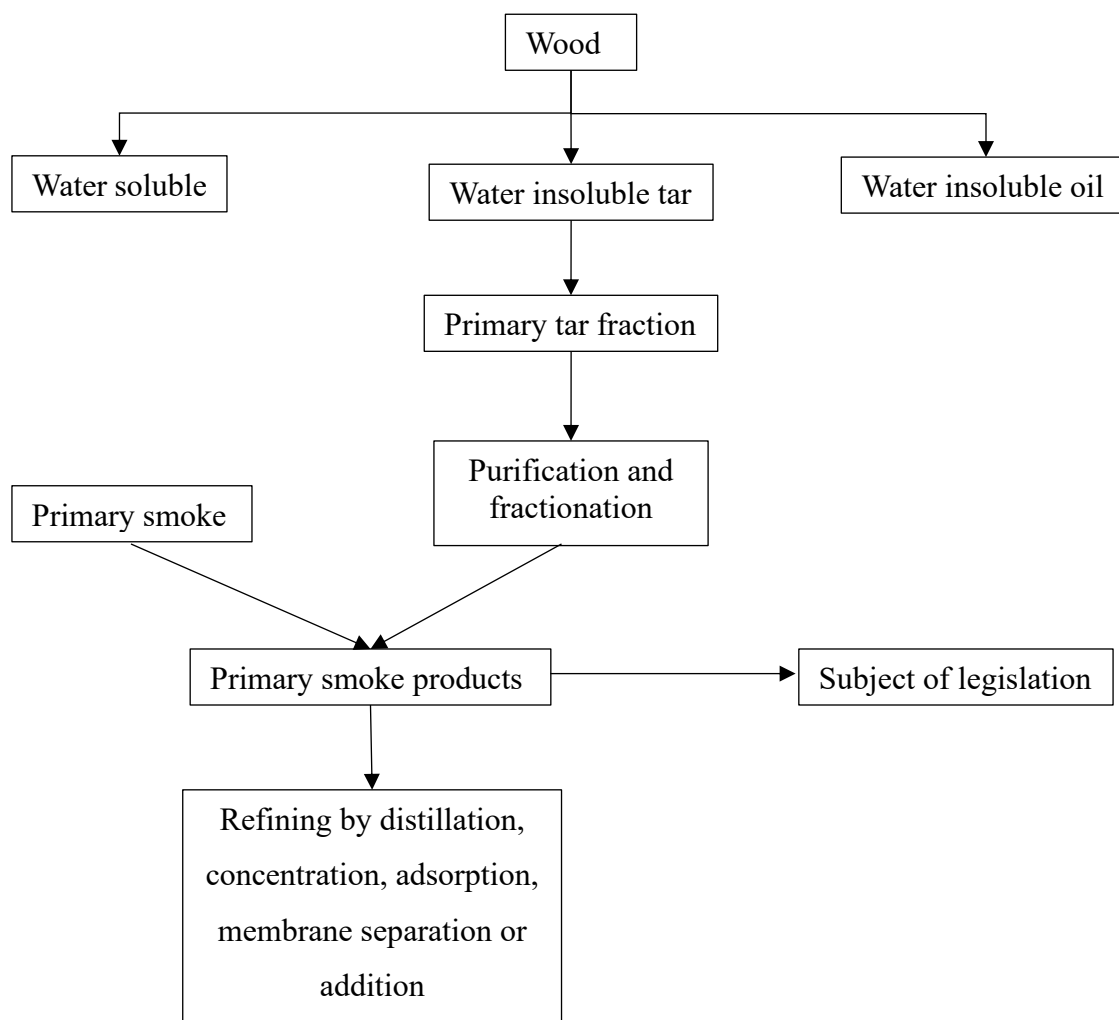 Wood
Water soluble
Water insoluble tar
Water insoluble oil
Primary tar fraction
Purification and
fractionation
Primary smoke
Primary smoke products
Subject of legislation
Refining by distillation,
concentration, adsorption,
membrane separation or
addition